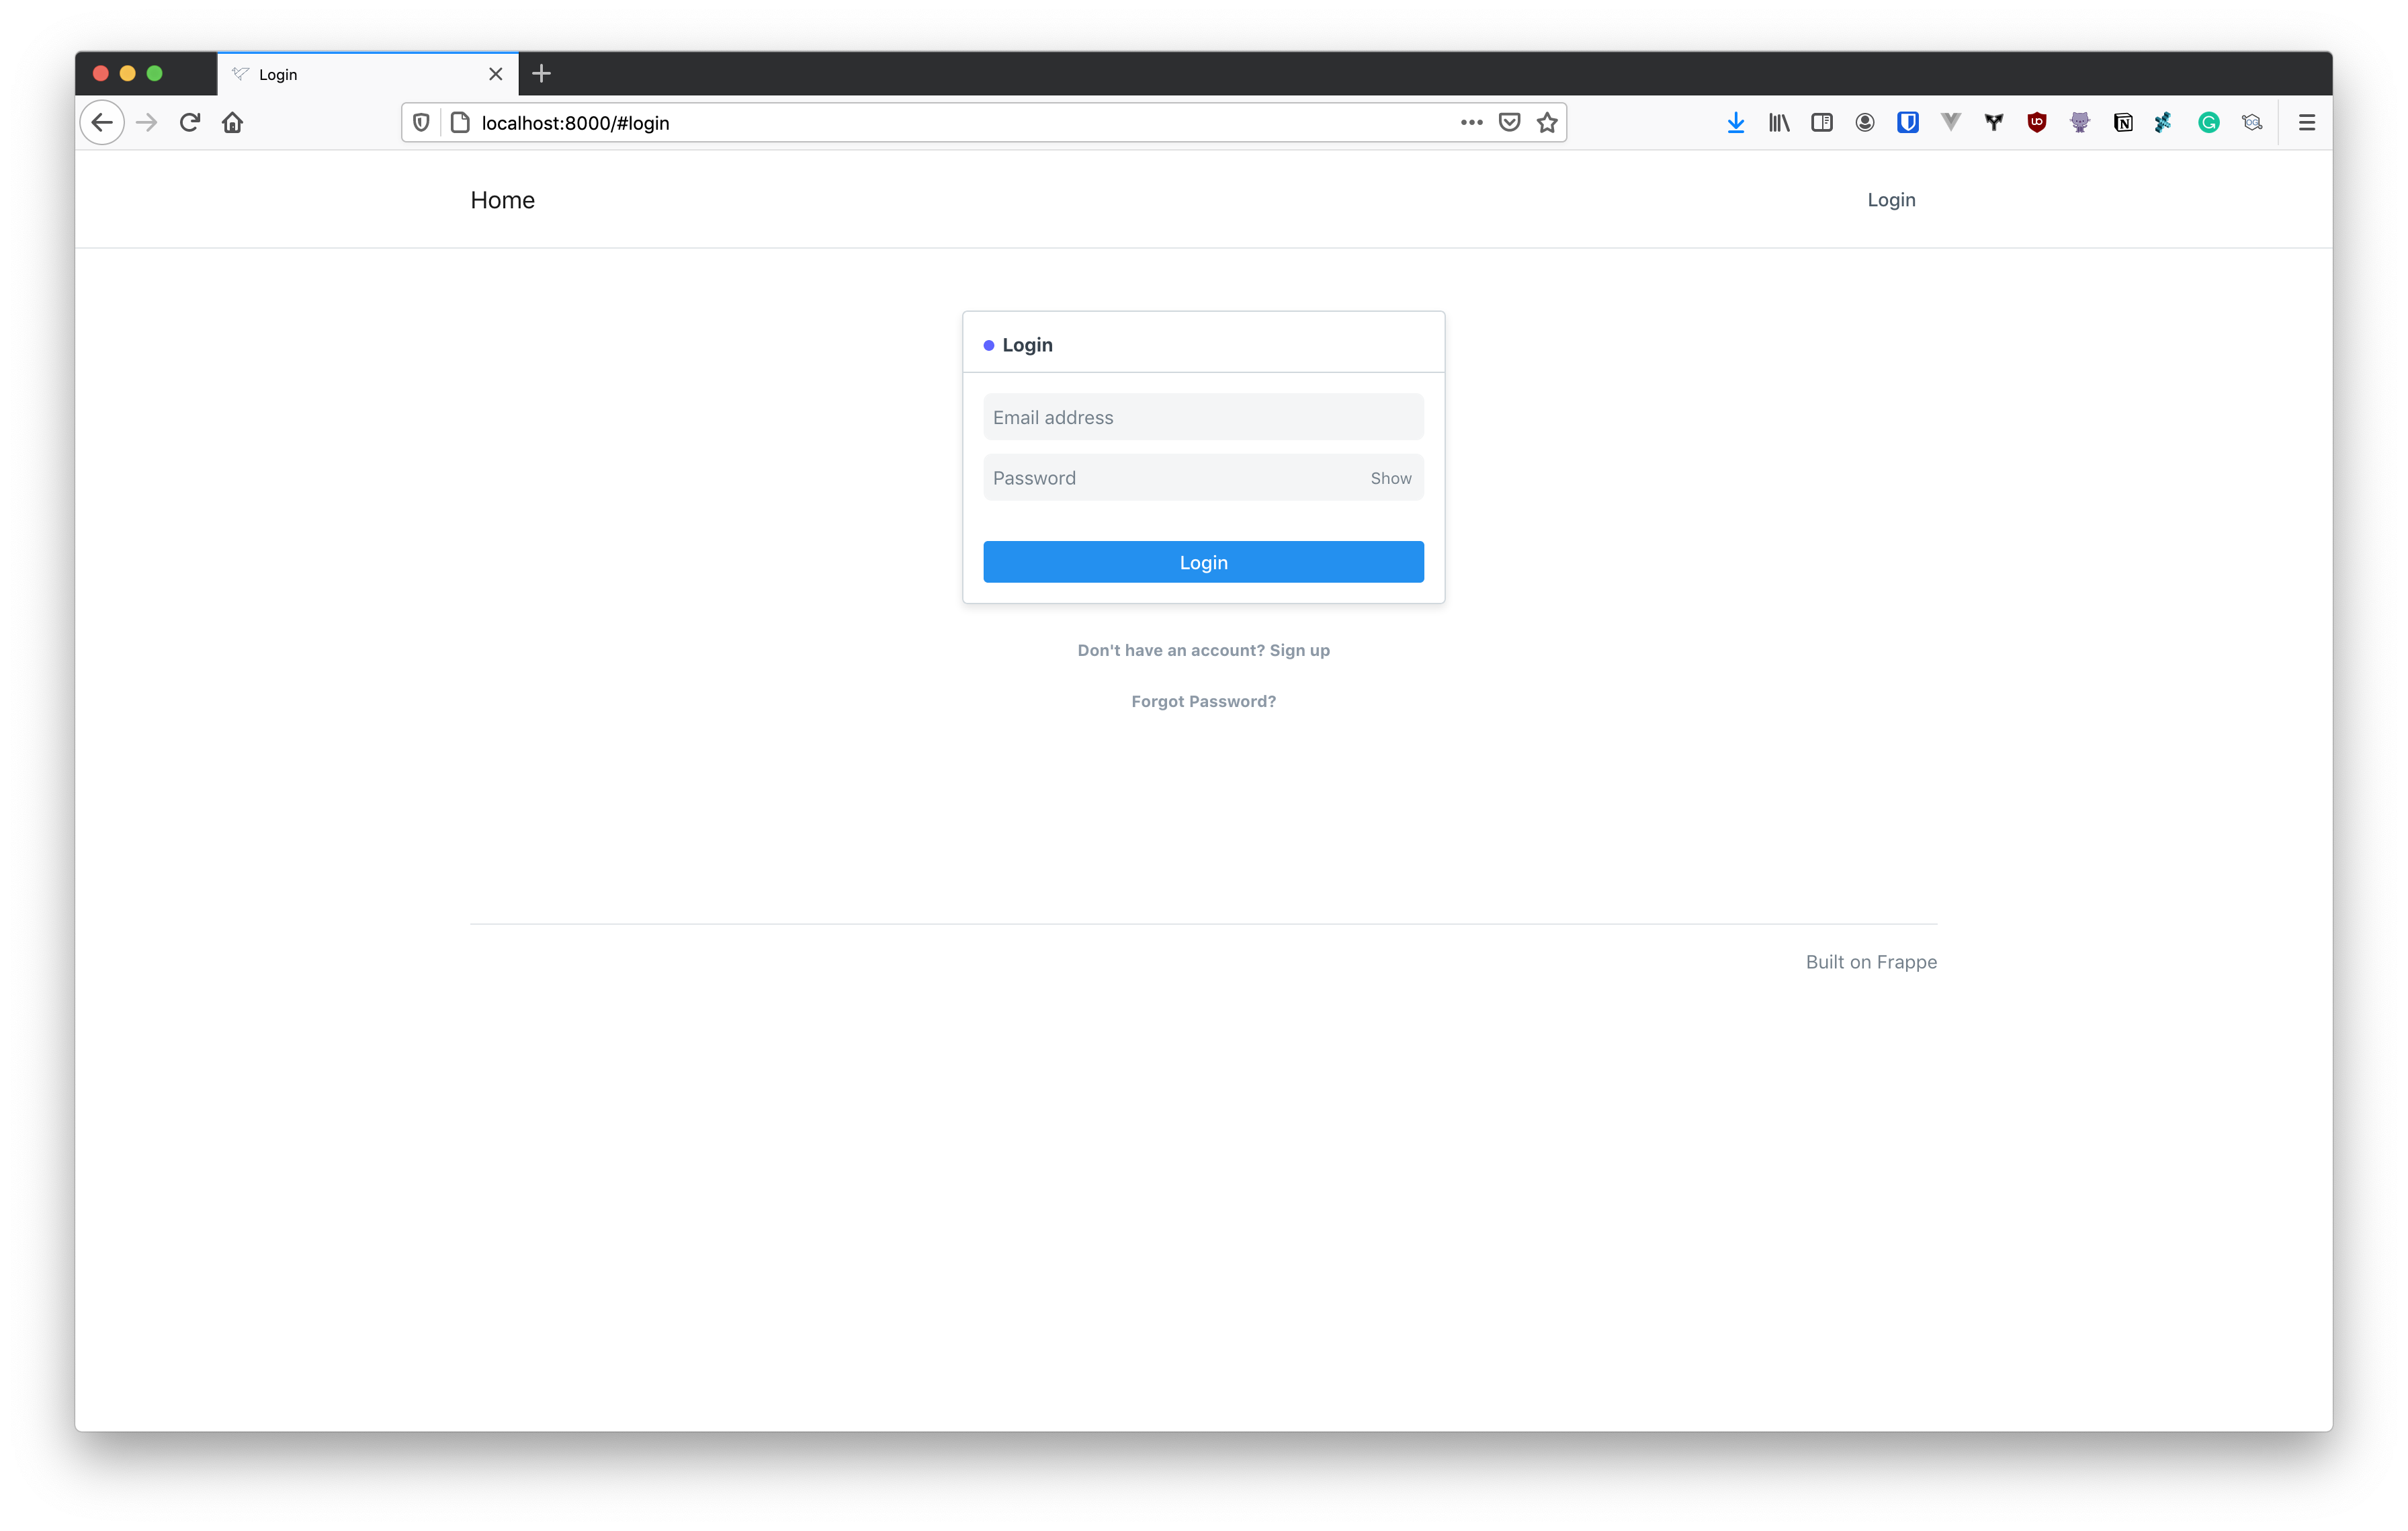 Login
localhost:8000/#login
Home
Login
Login
Email address
Password
Show
Login
Don't have an account? Sign up
Forgot Password?
Built on Frappe